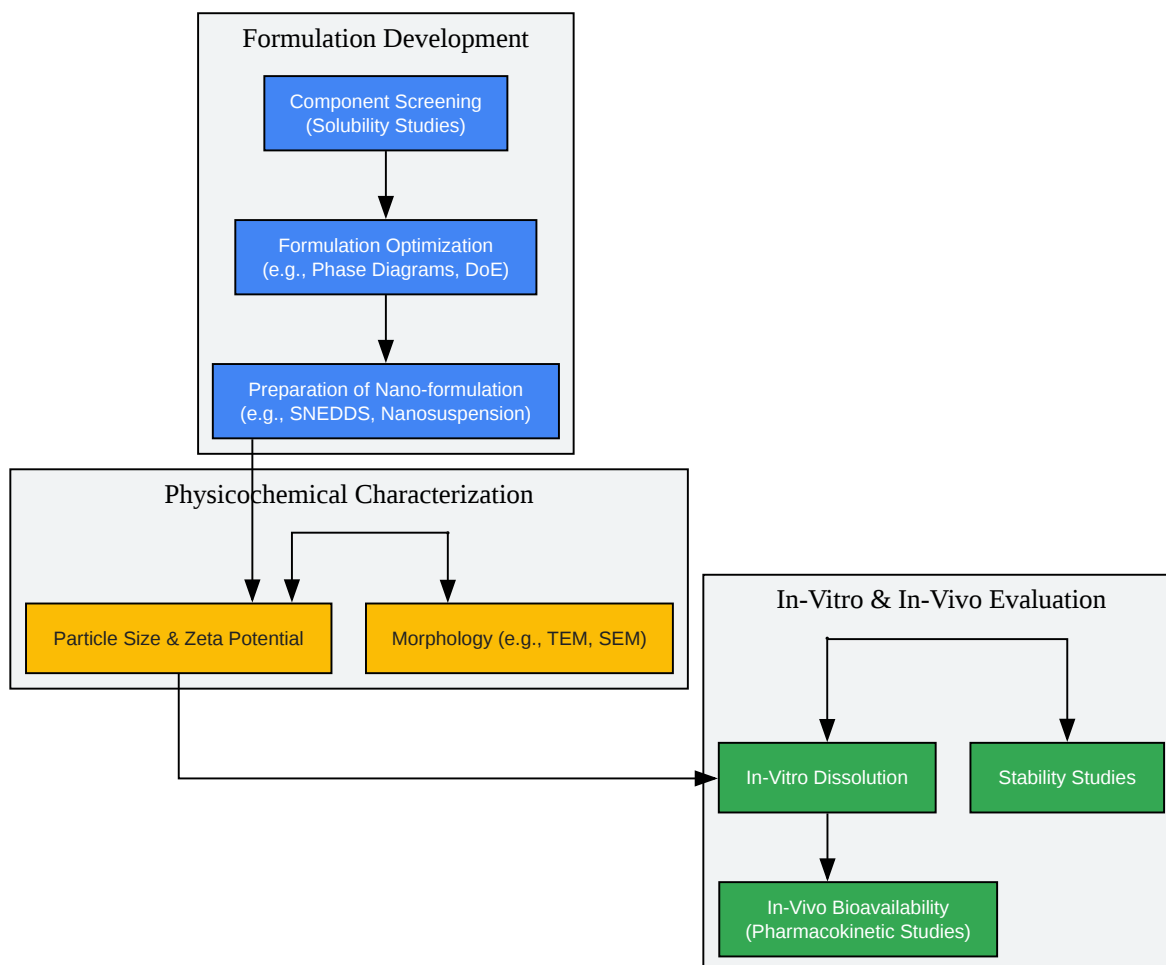 Formulation Development
Component Screening
(Solubility Studies)
Formulation Optimization
(e.g., Phase Diagrams, DoE)
Preparation of Nano-formulation
(e.g., SNEDDS, Nanosuspension)
Physicochemical Characterization
Particle Size & Zeta Potential
Morphology (e.g., TEM, SEM)
In-Vitro & In-Vivo Evaluation
In-Vitro Dissolution
Stability Studies
In-Vivo Bioavailability
(Pharmacokinetic Studies)